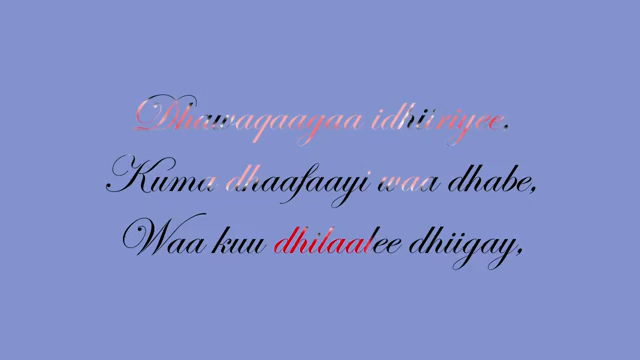 Dhawaqaagaa idhiiriyee.
Kuma dhaafaayi waa dhabe,
Waa kuu dhilaalee dhiigay,